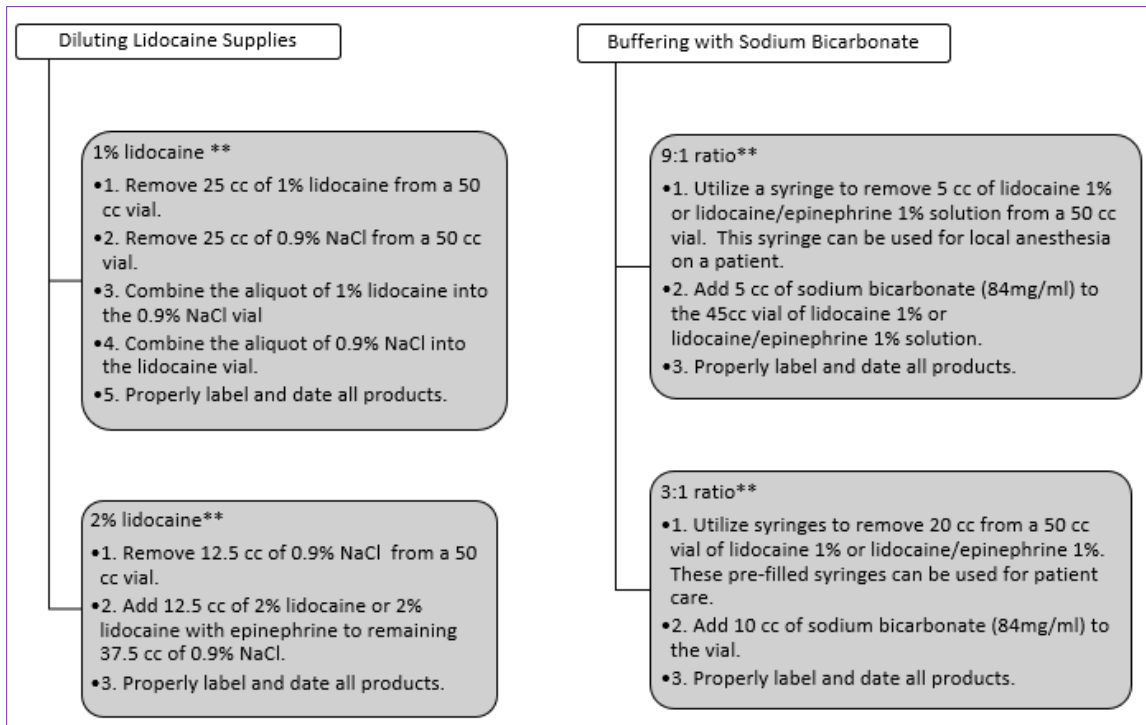 Diluting Lidocaine Supplies
1% lidocaine **
•1. Remove 25 cc of 1% lidocaine from a 50
cc vial.
•2. Remove 25 cc of 0.9% NaCl from a 50 cc
vial.
•3. Combine the aliquot of 1% lidocaine into
the 0.9% NaCl vial
•4. Combine the aliquot of 0.9% NaCl into
the lidocaine vial.
•5. Properly label and date all products.
2% lidocaine**
•1. Remove 12.5 cc of 0.9% NaCl from a 50
cc vial.
•2. Add 12.5 cc of 2% lidocaine or 2%
lidocaine with epinephrine to remaining
37.5 cc of 0.9% NaCl.
•3. Properly label and date all products.
Buffering with Sodium Bicarbonate
9:1 ratio**
•1. Utilize a syringe to remove 5 cc of lidocaine 1%
or lidocaine/epinephrine 1% solution from a 50 cc
vial. This syringe can be used for local anesthesia
on a patient.
•2. Add 5 cc of sodium bicarbonate (84mg/ml) to
the 45cc vial of lidocaine 1% or
lidocaine/epinephrine 1% solution.
•3. Properly label and date all products.
3:1 ratio**
•1. Utilize syringes to remove 20 cc from a 50 cc
vial of lidocaine 1% or lidocaine/epinephrine 1%.
These pre-filled syringes can be used for patient
care.
•2. Add 10 cc of sodium bicarbonate (84mg/ml) to
the vial.
•3. Properly label and date all products.